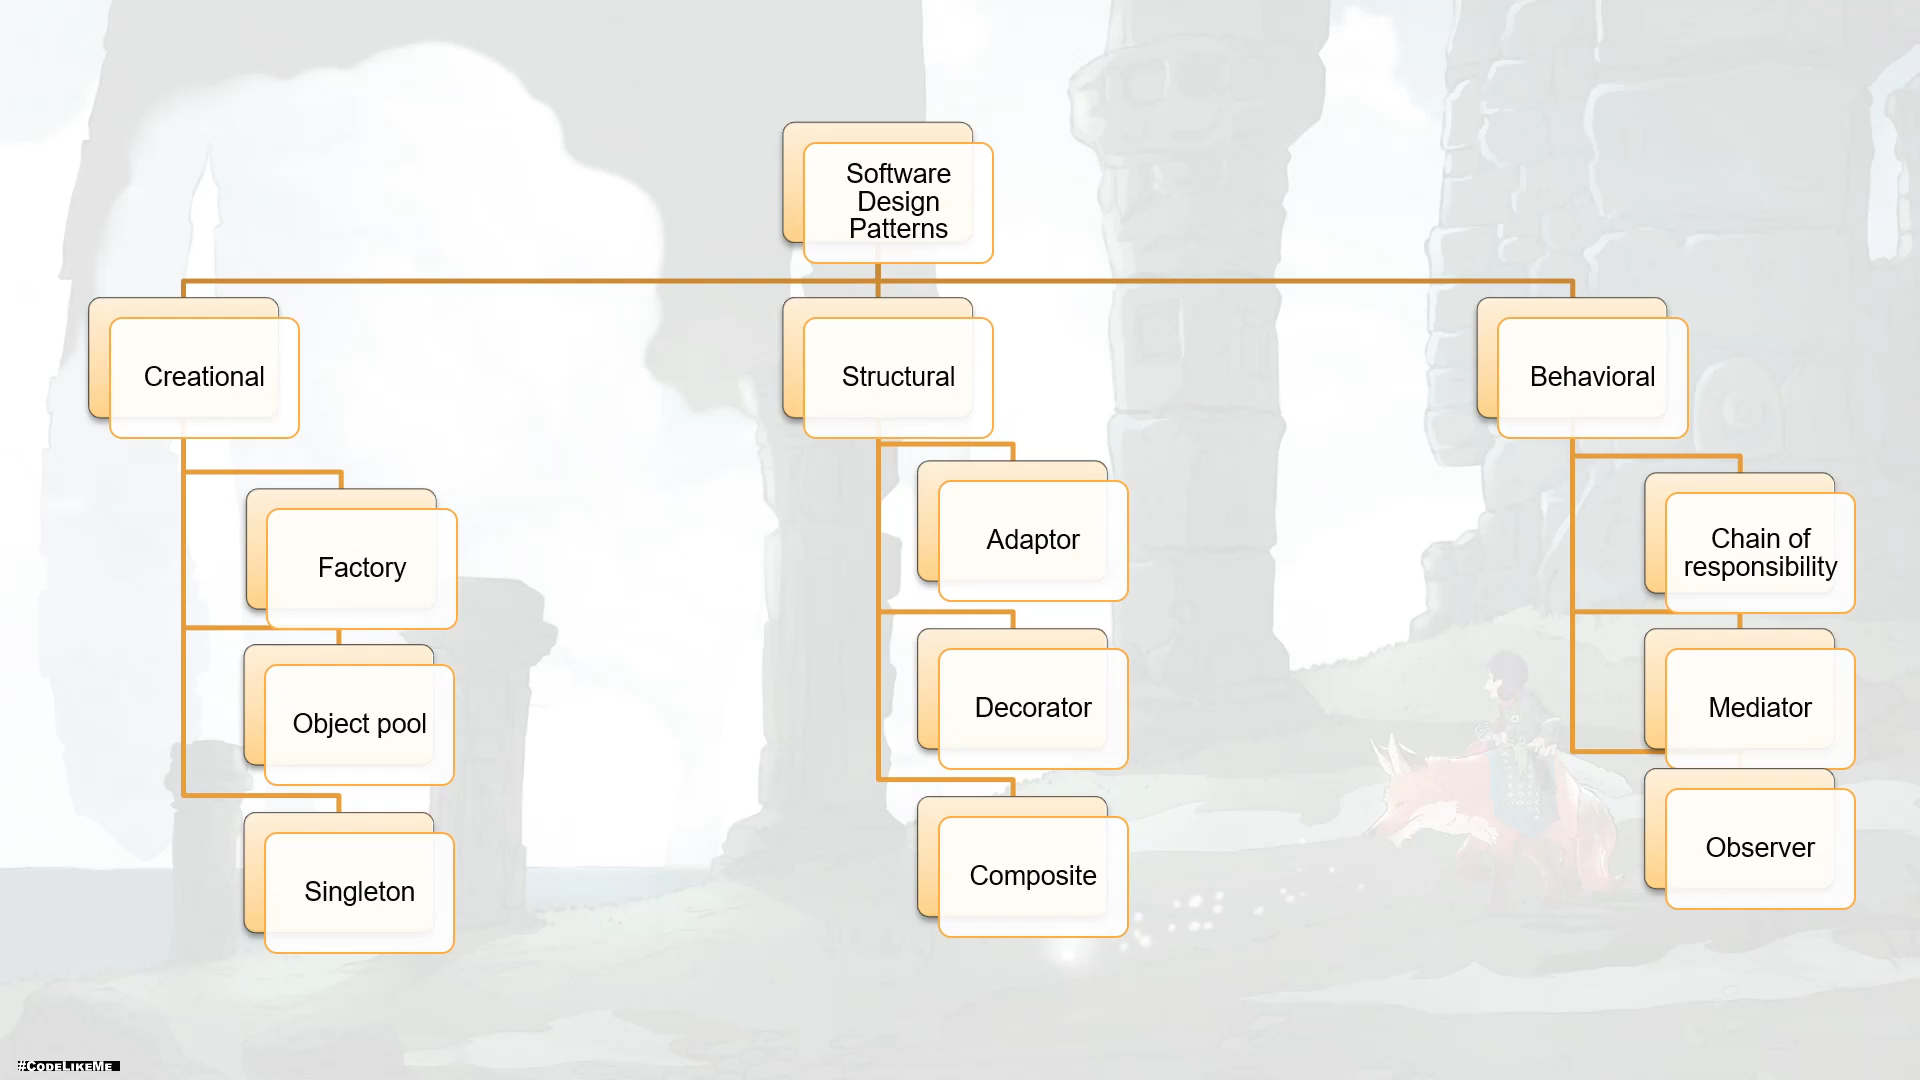 Software
Design
Patterns
Creational
Structural
Behavioral
Factory
Object pool
Singleton
Adaptor
Decorator
Composite
Chain of
responsibility
Mediator
Observer
#CodeLikeMe